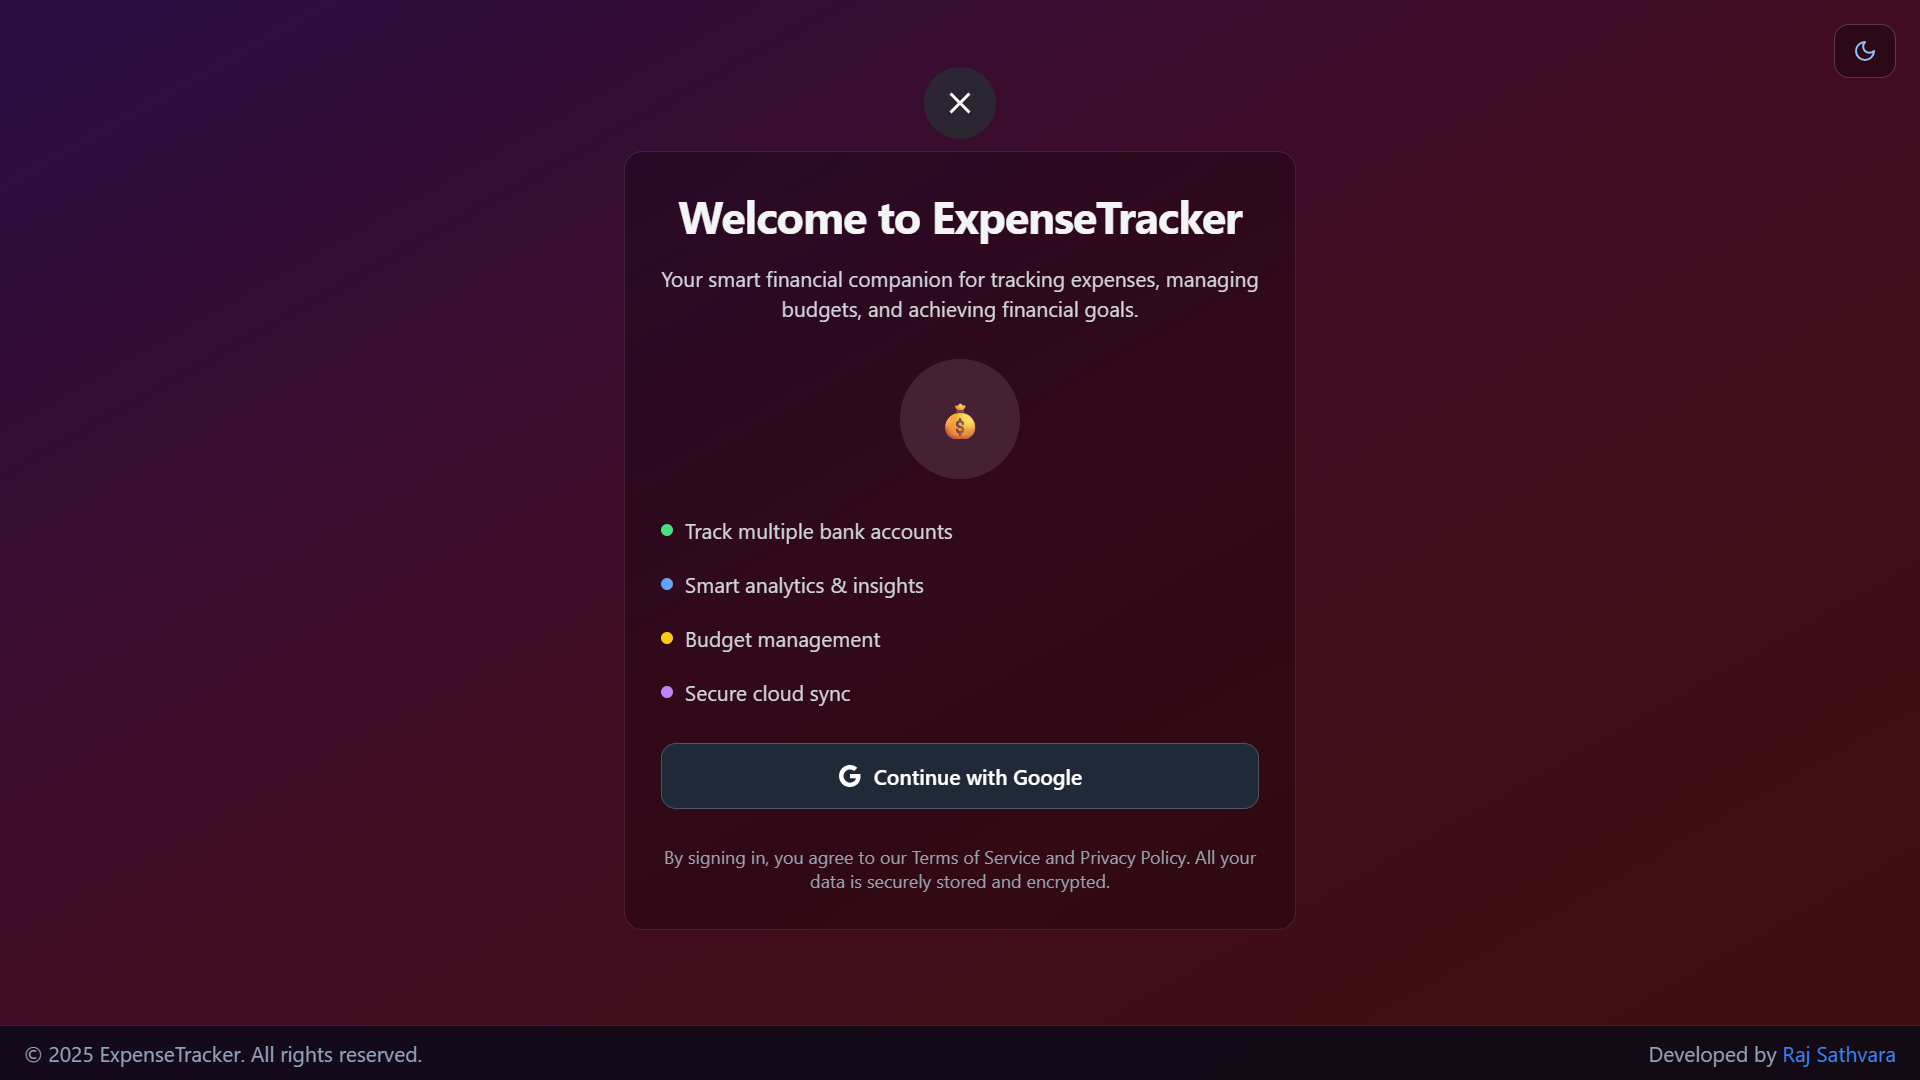 Welcome to ExpenseTracker
Your smart financial companion for tracking expenses, managing
budgets, and achieving financial goals.
Track multiple bank accounts
Smart analytics & insights
Budget management
Secure cloud sync
Continue with Google
By signing in, you agree to our Terms of Service and Privacy Policy. All your
data is securely stored and encrypted.
© 2025 ExpenseTracker. All rights reserved.
Developed by Raj Sathvara